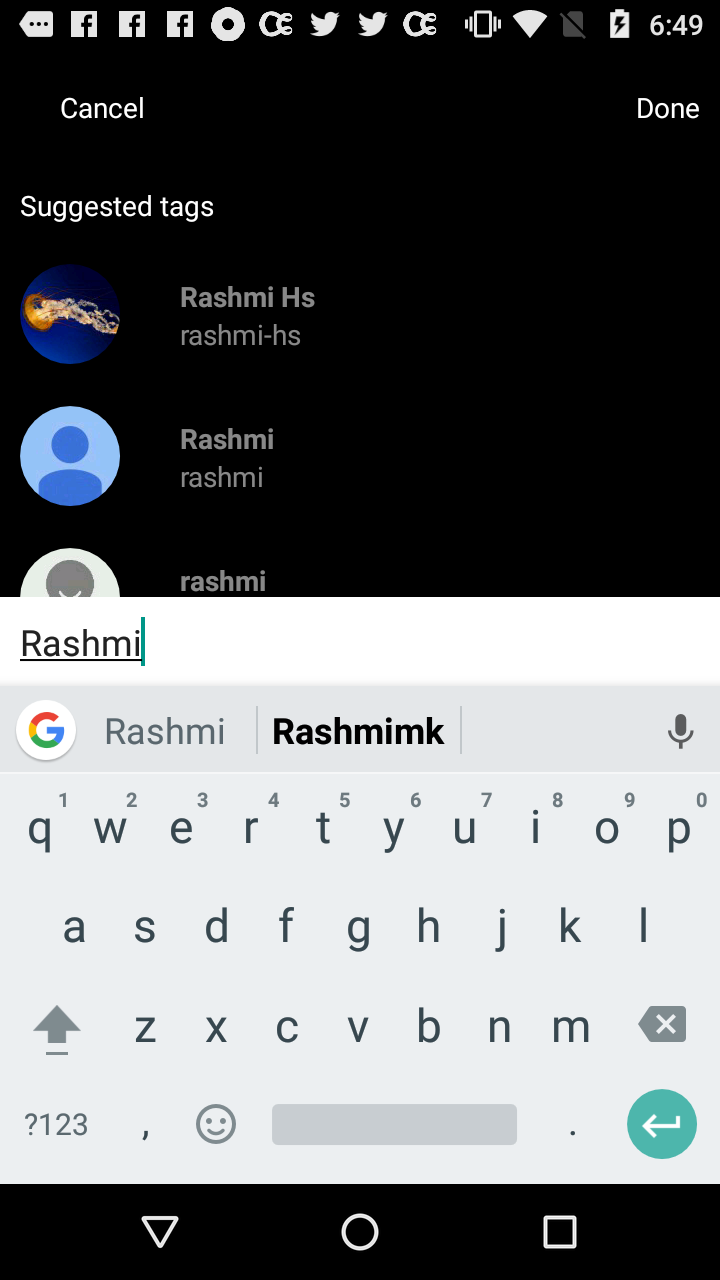 6:49
Cancel Done
Suggested tags
Rashmi Hs
rashmi-hs
Rashmi
rashmi
rashmi
Rashmi
G Rashmi Rashmimk
1 2 3 4 5 6 7 8 9 0
q w e r t y u i o p
a s d f g h j k l
z x c v b n m
?123 , .